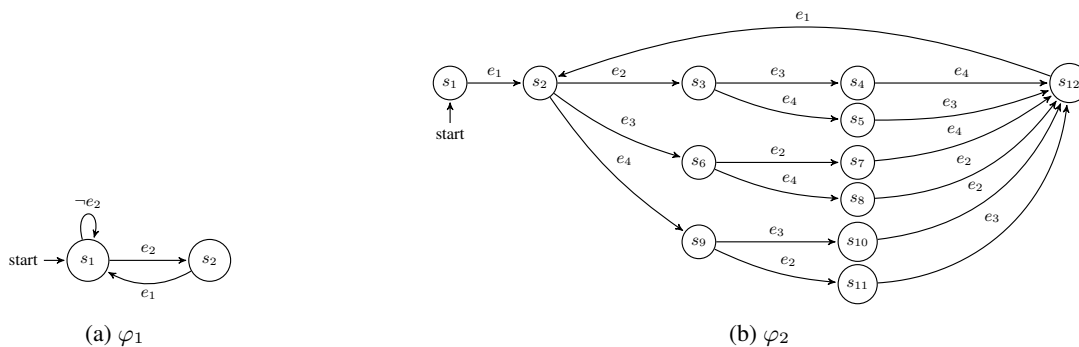 ¬e₂
start
s₁
e₂
s₂
e₁
(a) φ₁
e₁
s₁
e₁
s₂
e₂
s₃
e₃
s₄
e₄
s₁₂
start
e₄
s₅
e₃
e₃
s₆
e₂
s₇
e₄
e₄
s₈
e₂
e₄
s₉
e₃
s₁₀
e₂
e₂
s₁₁
e₃
(b) φ₂